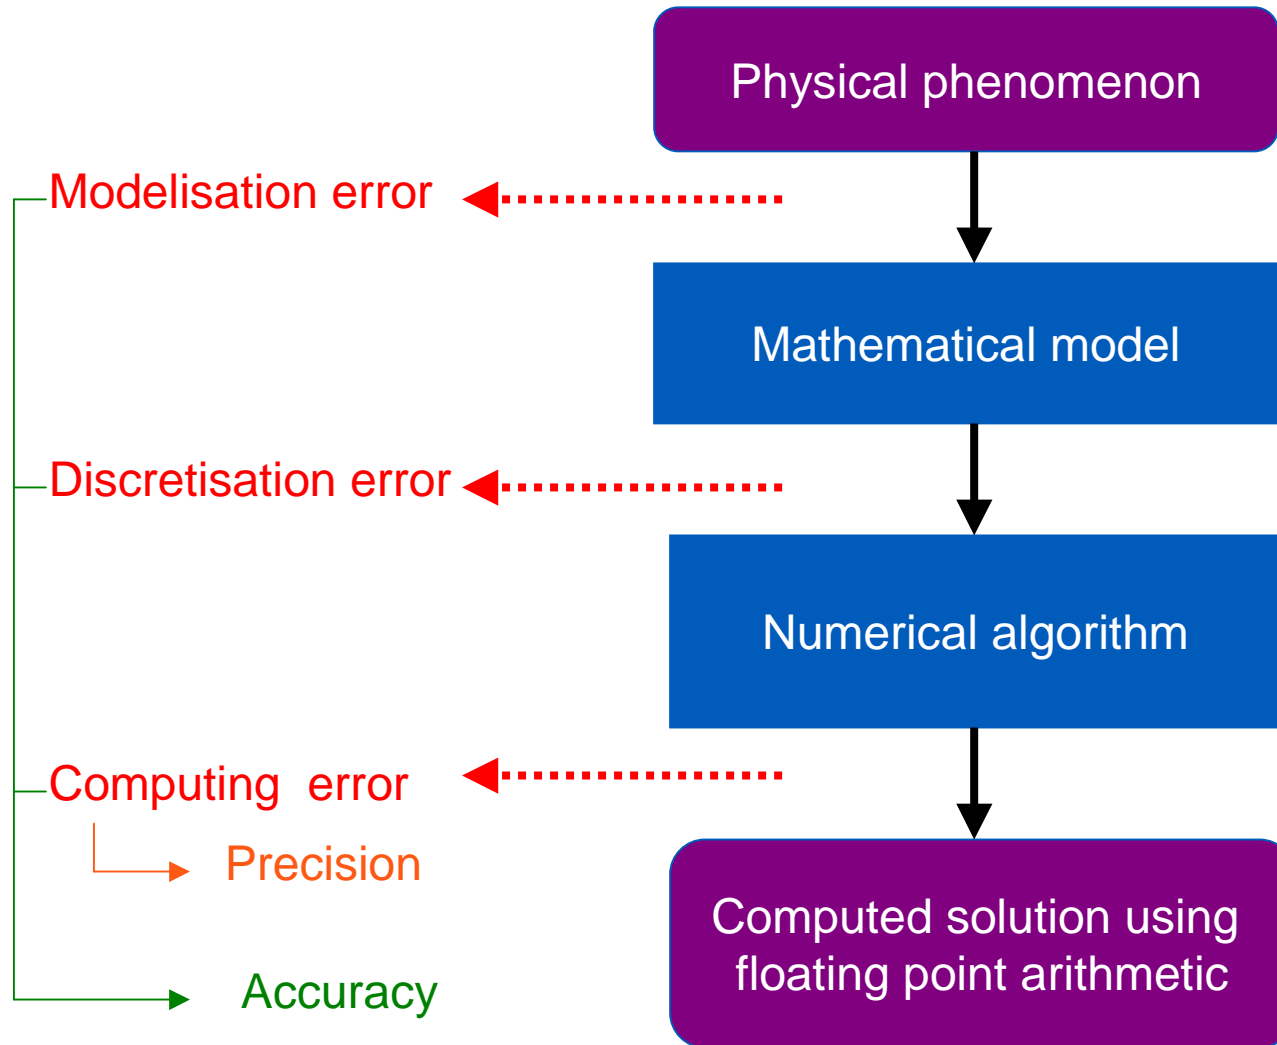 Physical phenomenon
Modelisation error
Mathematical model
Discretisation error
Numerical algorithm
Computing  error
Precision
Computed solution using
floating point arithmetic
Accuracy